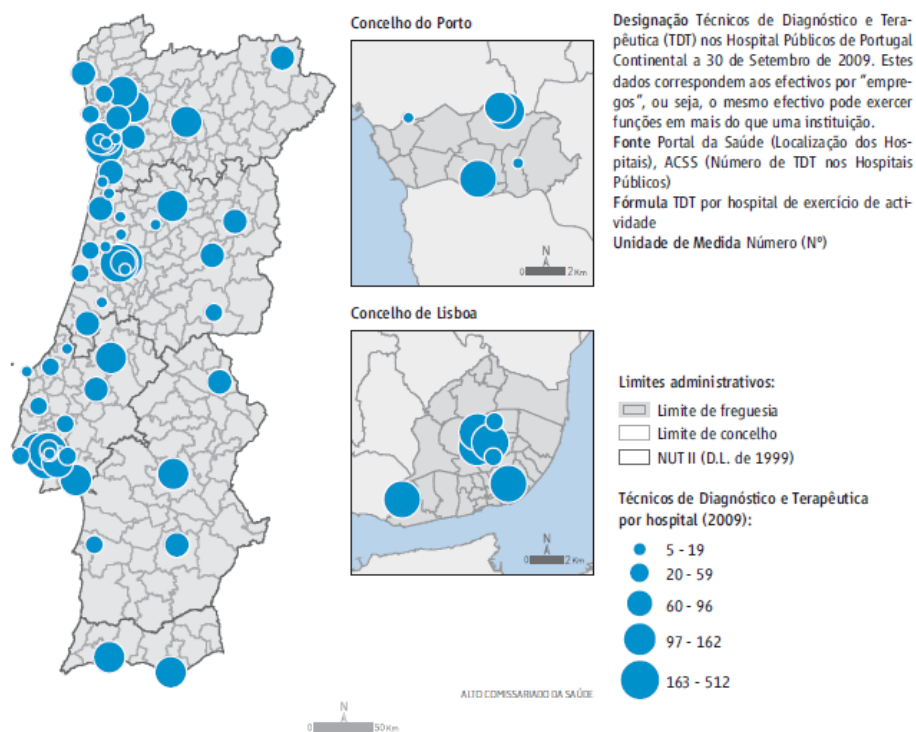 Concelho do Porto
N
0 2 Km
Concelho de Lisboa
N
0 2 Km
Designação Técnicos de Diagnóstico e Tera-
pêutica (TDT) nos Hospital Públicos de Portugal
Continental a 30 de Setembro de 2009. Estes
dados correspondem aos efectivos por "empre-
gos", ou seja, o mesmo efectivo pode exercer
funções em mais do que uma instituição.
Fonte Portal da Saúde (Localização dos Hos-
pitais), ACSS (Número de TDT nos Hospitais
Públicos)
Fórmula TDT por hospital de exercício de acti-
vidade
Unidade de Medida Número (Nº)
Limites administrativos:
Limite de freguesia
Limite de concelho
NUT II (D.L. de 1999)
Técnicos de Diagnóstico e Terapêutica
por hospital (2009):
5 - 19
20 - 59
60 - 96
97 - 162
163 - 512
ALTO COMISSARIADO DA SAÚDE
N
0 50 Km